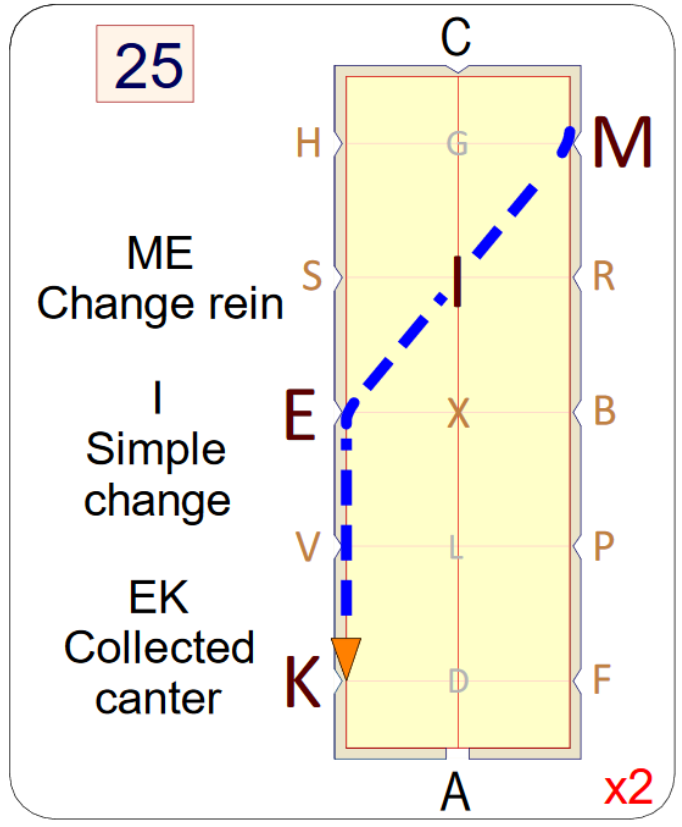 25
C
H G M
ME
Change rein
S I R
I
Simple
change
E X B
V L P
EK
Collected
canter
K D F
A
x2